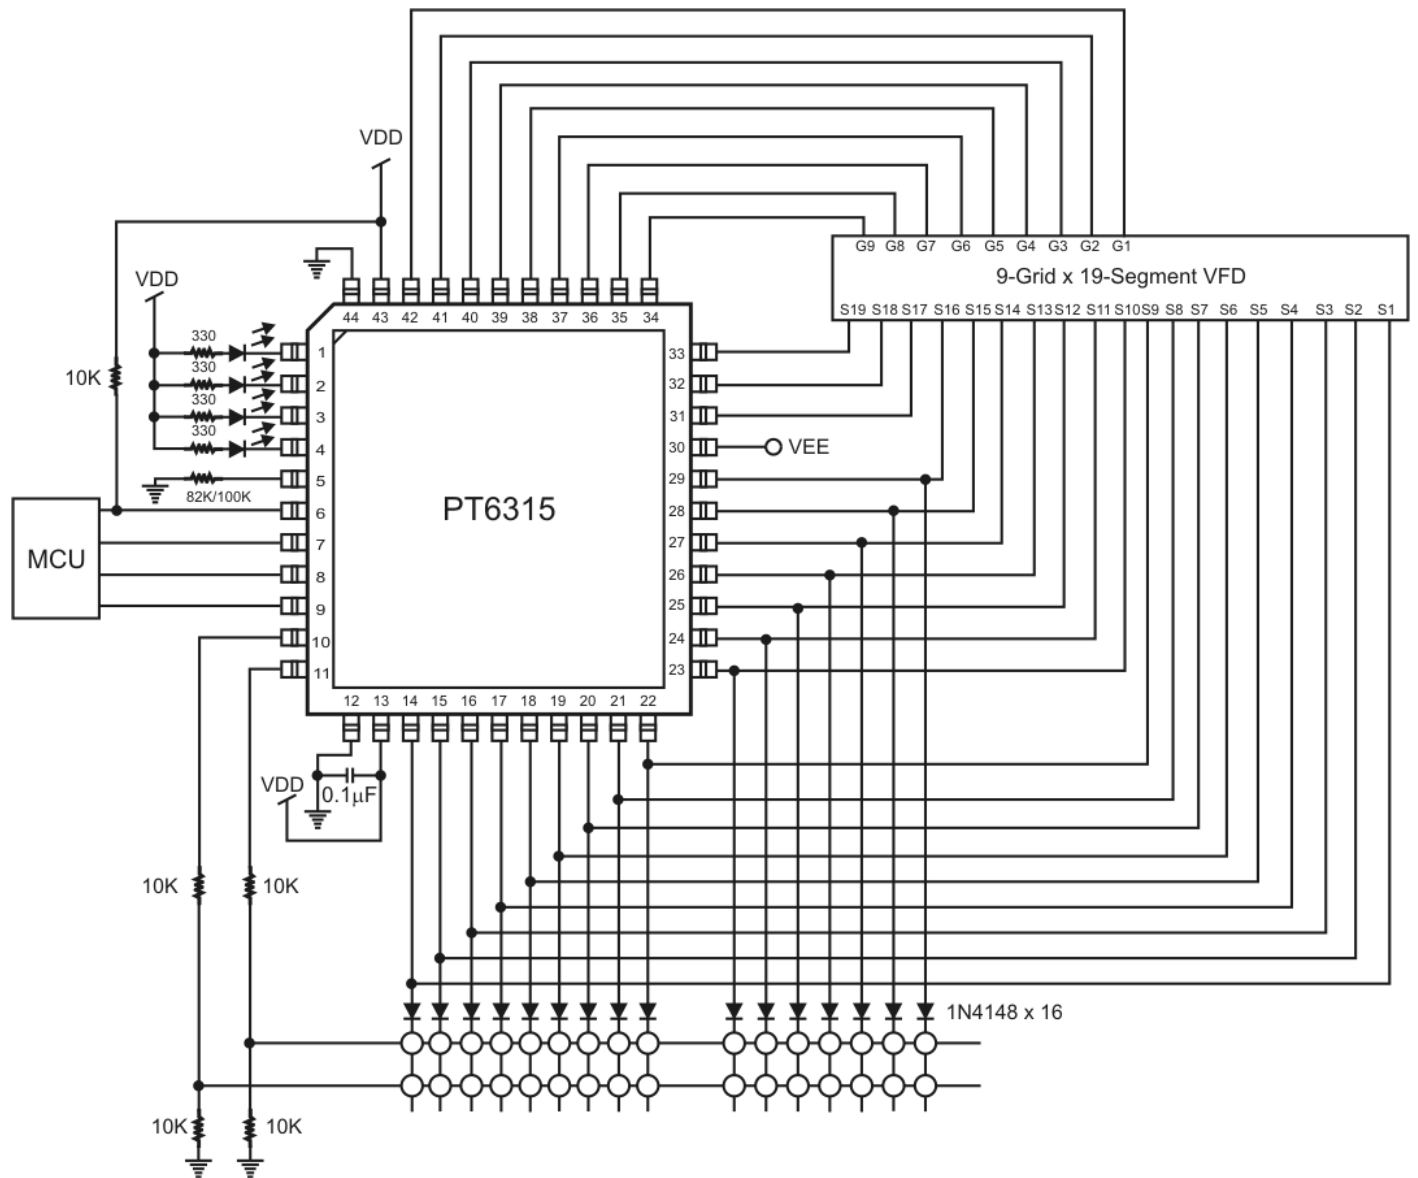 VDD
G9 G8 G7 G6 G5 G4 G3 G2 G1
9-Grid x 19-Segment VFD
S19 S18 S17 S16 S15 S14 S13 S12 S11 S10 S9 S8 S7 S6 S5 S4 S3 S2 S1
VDD
44 43 42 41 40 39 38 37 36 35 34
330
1
33
330
10K
2
32
330
3
31
330
4
30
VEE
5
29
82K/100K
PT6315
6
28
MCU
7
27
8
26
9
25
10
24
11
23
12 13 14 15 16 17 18 19 20 21 22
VDD
0.1μF
10K
10K
1N4148 x 16
10K
10K